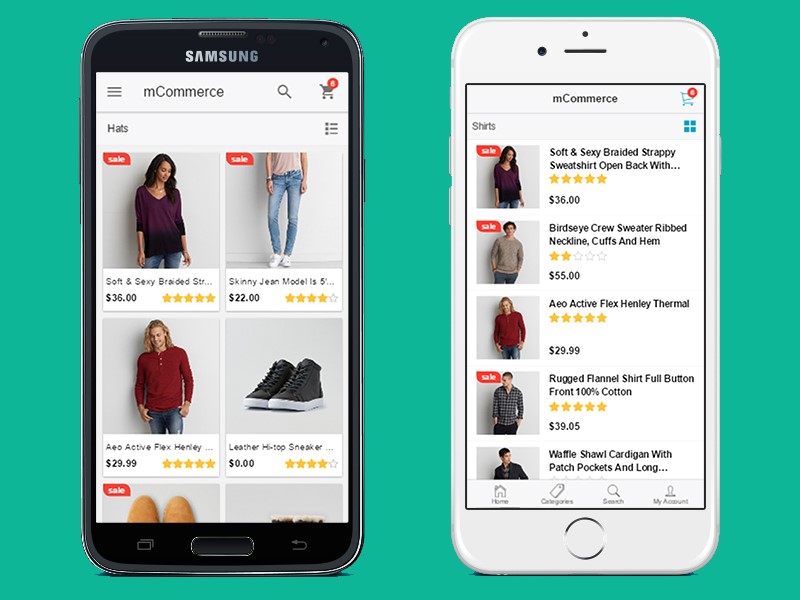 SAMSUNG
mCommerce
6
Hats
sale
sale
Soft & Sexy Braided Str...
$36.00
Skinny Jean Model Is 5'...
$22.00
Aeo Active Flex Henley ...
$29.99
Leather Hi-top Sneaker ...
$0.00
sale
mCommerce
6
Shirts
sale
Soft & Sexy Braided Strappy
Sweatshirt Open Back With...
$36.00
sale
Birdseye Crew Sweater Ribbed
Neckline, Cuffs And Hem
$55.00
Aeo Active Flex Henley Thermal
$29.99
sale
Rugged Flannel Shirt Full Button
Front 100% Cotton
$39.05
Waffle Shawl Cardigan With
Patch Pockets And Long...
Home
Categories
Search
My Account